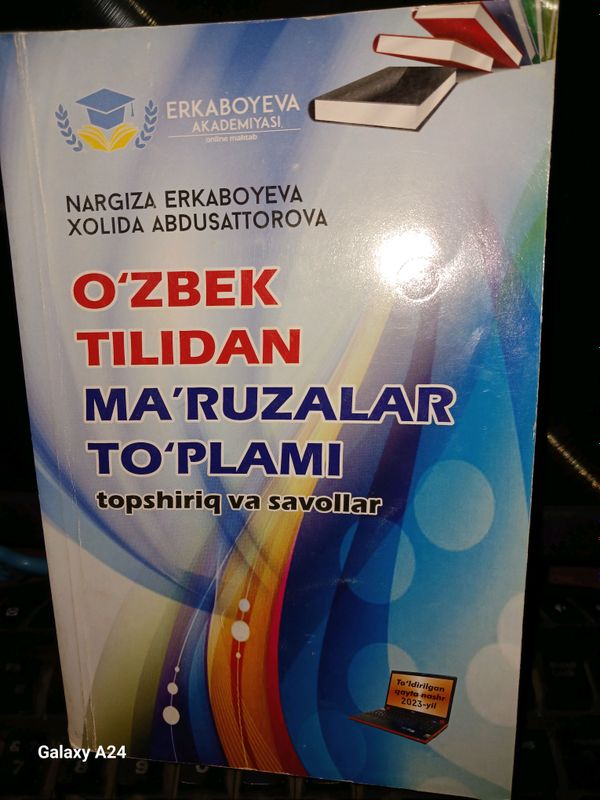 ERKABOYEVA
AKADEMIYASI
online maktab
NARGIZA ERKABOYEVA
XOLIDA ABDUSATTOROVA
O‘ZBEK
TILIDAN
MA’RUZALAR
TO‘PLAMI
topshiriq va savollar
To‘ldirilgan
qayta nashr
2023-yil
Galaxy A24